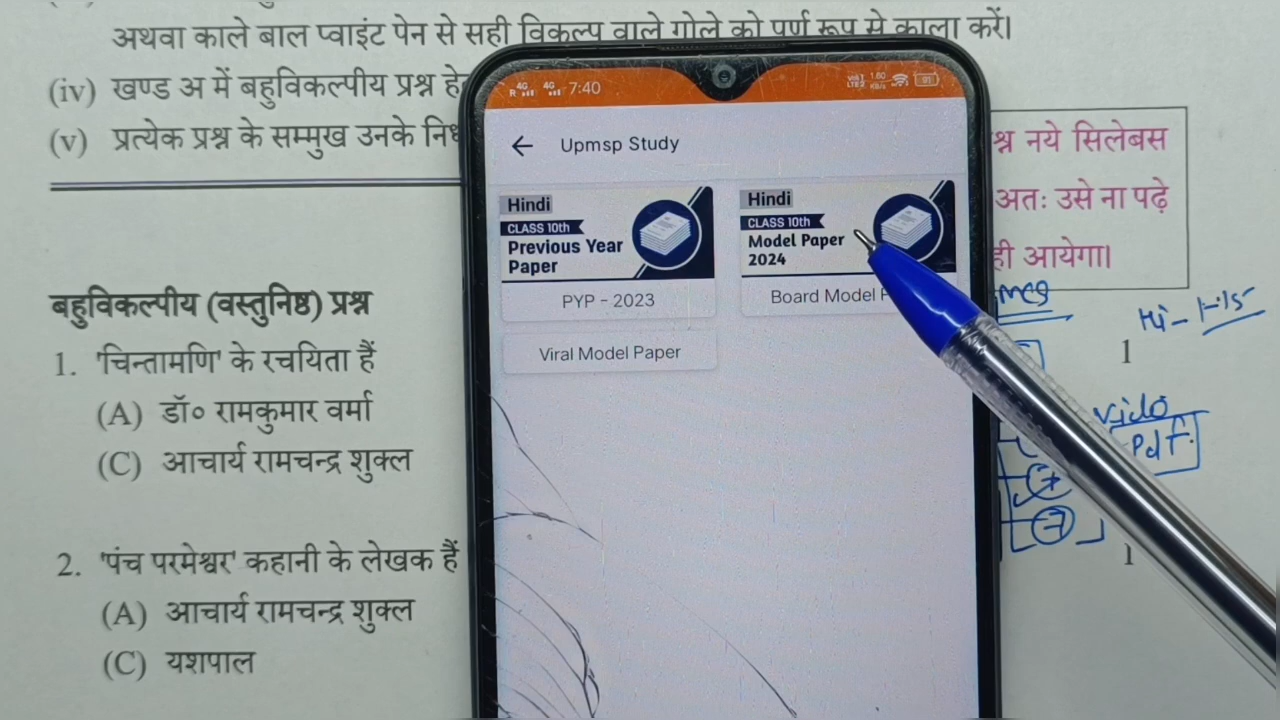 अथवा काले बाल प्वाइंट पेन से सही विकल्प वाले गोले को पूर्ण रूप से काला करें।
(iv) खण्ड अ में बहुविकल्पीय प्रश्न हे
(v) प्रत्येक प्रश्न के सम्मुख उनके निध
श्न नये सिलेबस
अतः उसे ना पढ़े
ही आयेगा।
4G 4G 7:40
Upmsp Study
Hindi
CLASS 10th
Previous Year
Paper
PYP - 2023
Hindi
CLASS 10th
Model Paper
2024
Board Model P
Viral Model Paper
बहुविकल्पीय (वस्तुनिष्ठ) प्रश्न
1. 'चिन्तामणि' के रचयिता हैं
1
(A) डॉ० रामकुमार वर्मा
(C) आचार्य रामचन्द्र शुक्ल
2. 'पंच परमेश्वर' कहानी के लेखक हैं
1
(A) आचार्य रामचन्द्र शुक्ल
(C) यशपाल
Pdf